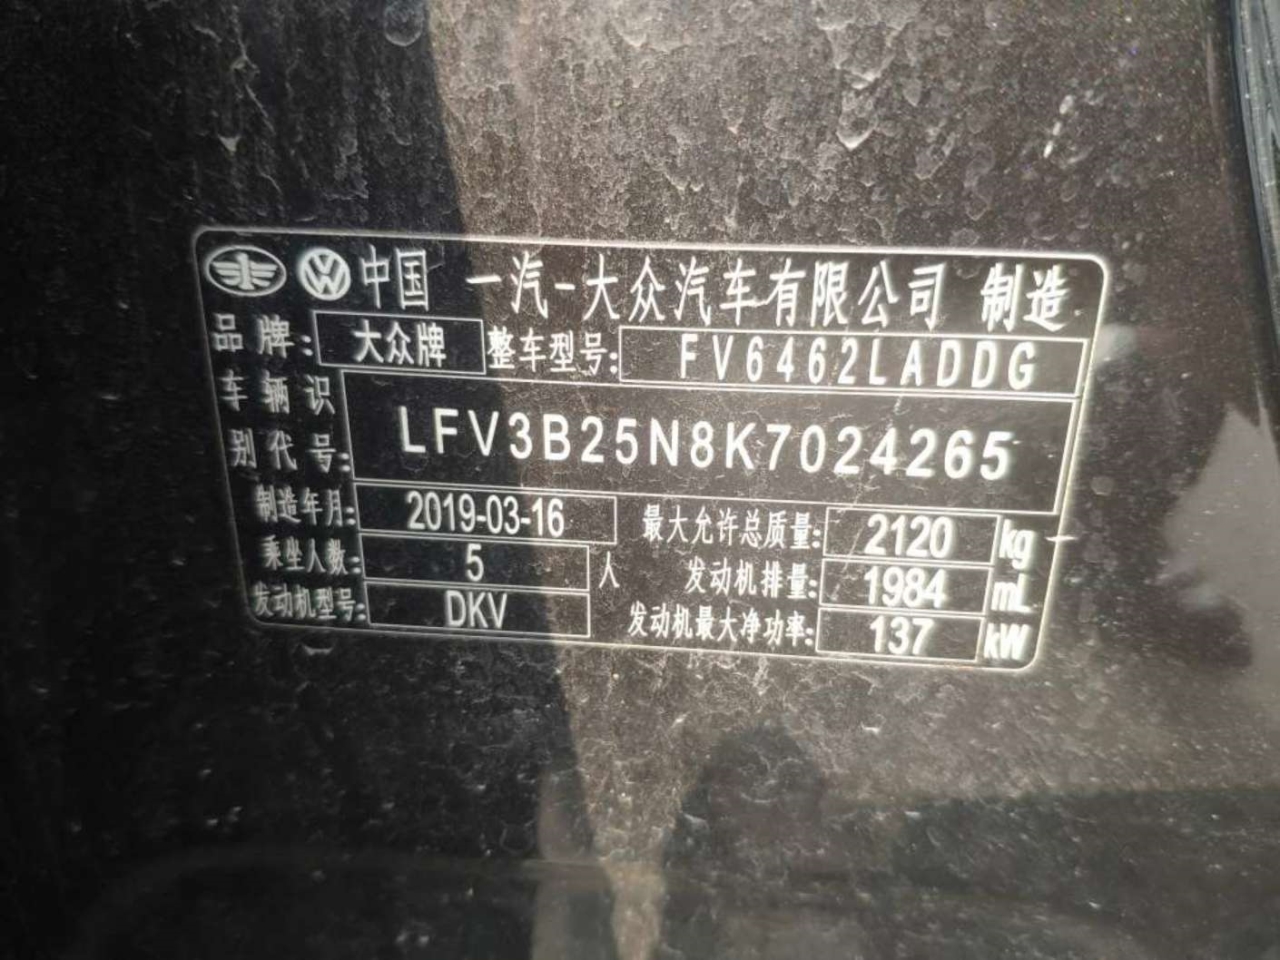 中国 一汽-大众汽车有限公司 制造
品牌: 大众牌 整车型号: FV6462LADDG
车辆识
别代号: LFV3B25N8K7024265
制造年月: 2019-03-16 最大允许总质量: 2120 kg
乘坐人数: 5 人 发动机排量: 1984 mL
发动机型号: DKV 发动机最大净功率: 137 kW